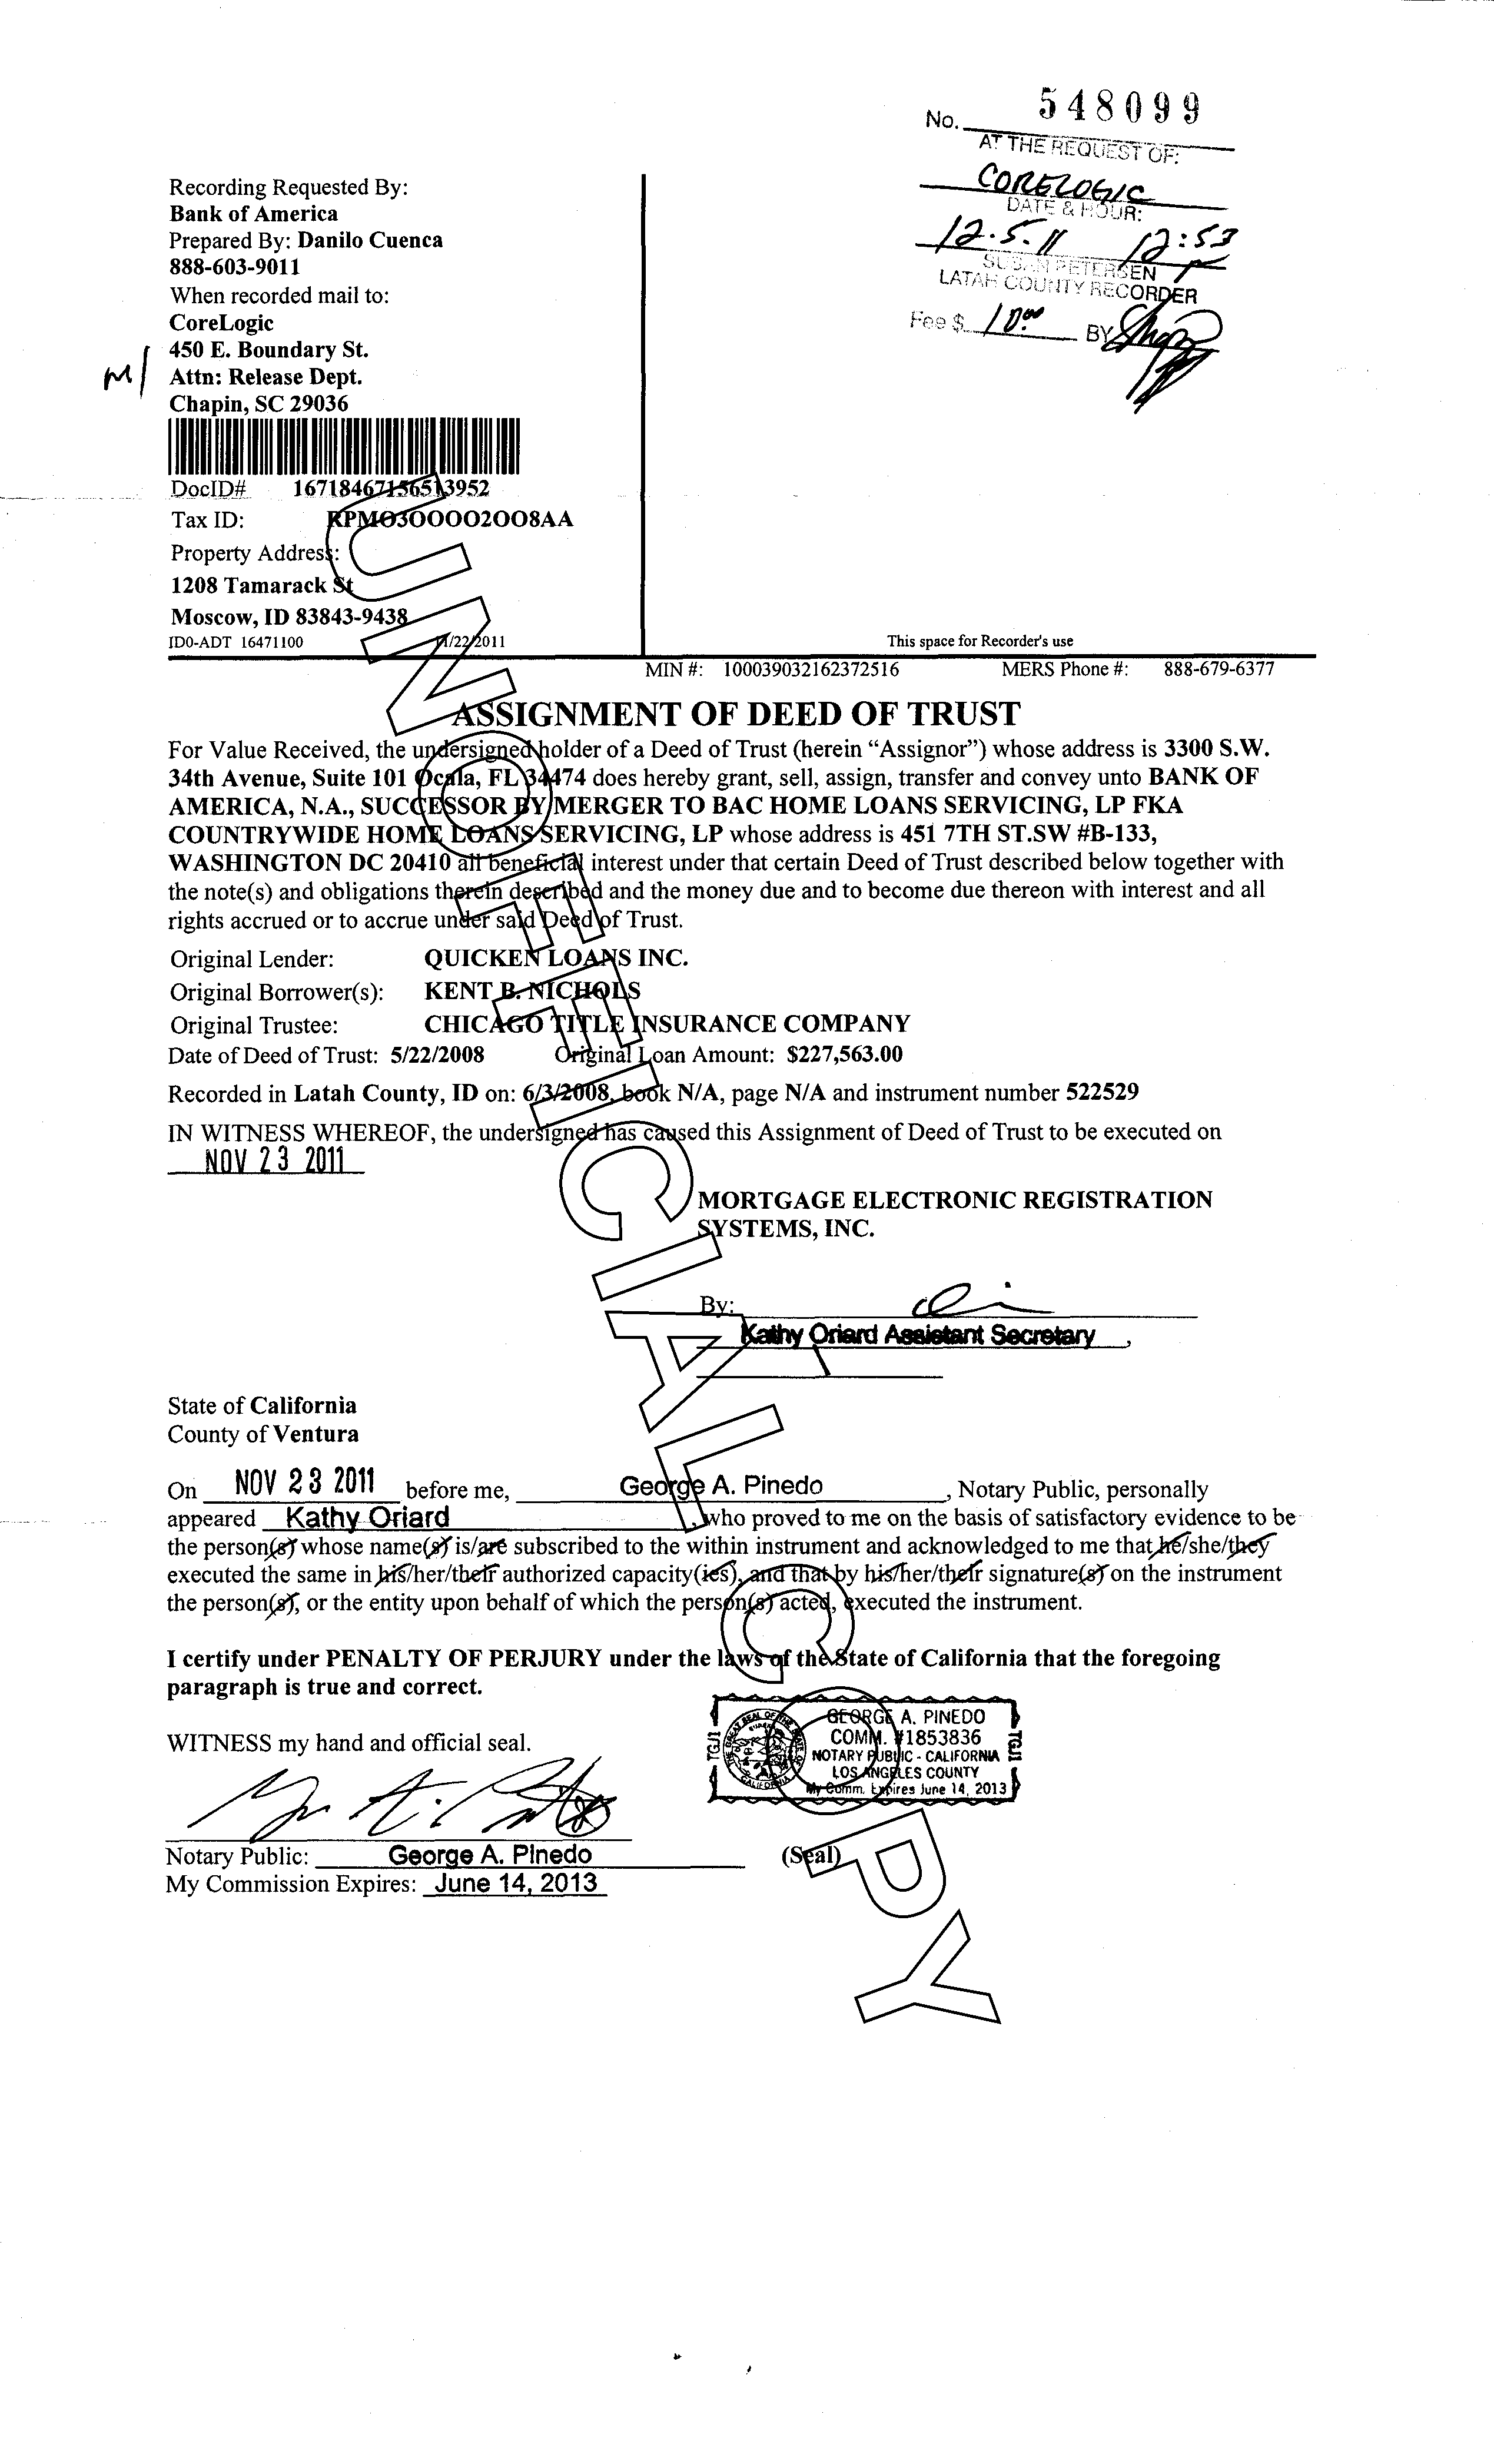 No. 548099
AT THE REQUEST OF:
CORELOGIC
DATE & HOUR:
12.5.11 12:53
SUSAN PETERSEN
LATAH COUNTY RECORDER
Fee $ 10.00 BY
Recording Requested By:
Bank of America
Prepared By: Danilo Cuenca
888-603-9011
When recorded mail to:
CoreLogic
450 E. Boundary St.
Attn: Release Dept.
Chapin, SC 29036
DocID# 16718467156513952
Tax ID: RPMO3OOOO2OO8AA
Property Address:
1208 Tamarack St
Moscow, ID 83843-9438
ID0-ADT 16471100 11/22/2011
This space for Recorder's use
MIN #: 100039032162372516 MERS Phone #: 888-679-6377
ASSIGNMENT OF DEED OF TRUST
For Value Received, the undersigned holder of a Deed of Trust (herein “Assignor”) whose address is 3300 S.W.
34th Avenue, Suite 101 Ocala, FL 34474 does hereby grant, sell, assign, transfer and convey unto BANK OF
AMERICA, N.A., SUCCESSOR BY MERGER TO BAC HOME LOANS SERVICING, LP FKA
COUNTRYWIDE HOME LOANS SERVICING, LP whose address is 451 7TH ST.SW #B-133,
WASHINGTON DC 20410 all beneficial interest under that certain Deed of Trust described below together with
the note(s) and obligations therein described and the money due and to become due thereon with interest and all
rights accrued or to accrue under said Deed of Trust.
Original Lender: QUICKEN LOANS INC.
Original Borrower(s): KENT B. NICHOLS
Original Trustee: CHICAGO TITLE INSURANCE COMPANY
Date of Deed of Trust: 5/22/2008 Original Loan Amount: $227,563.00
Recorded in Latah County, ID on: 6/3/2008, book N/A, page N/A and instrument number 522529
IN WITNESS WHEREOF, the undersigned has caused this Assignment of Deed of Trust to be executed on
NOV 23 2011
MORTGAGE ELECTRONIC REGISTRATION
SYSTEMS, INC.
By:
Kathy Oriard Assistant Secretary ,
State of California
County of Ventura
On NOV 23 2011 before me, George A. Pinedo , Notary Public, personally
appeared Kathy Oriard , who proved to me on the basis of satisfactory evidence to be
the person(s) whose name(s) is/are subscribed to the within instrument and acknowledged to me that he/she/they
executed the same in his/her/their authorized capacity(ies), and that by his/her/their signature(s) on the instrument
the person(s), or the entity upon behalf of which the person(s) acted, executed the instrument.
I certify under PENALTY OF PERJURY under the laws of the State of California that the foregoing
paragraph is true and correct.
WITNESS my hand and official seal.
TGJ1
GEORGE A. PINEDO
COMM. #1853836
NOTARY PUBLIC - CALIFORNIA
LOS ANGELES COUNTY
My Comm. Expires June 14, 2013
TGJ1
Notary Public: George A. Pinedo (Seal)
My Commission Expires: June 14, 2013
UNOFFICIAL COPY